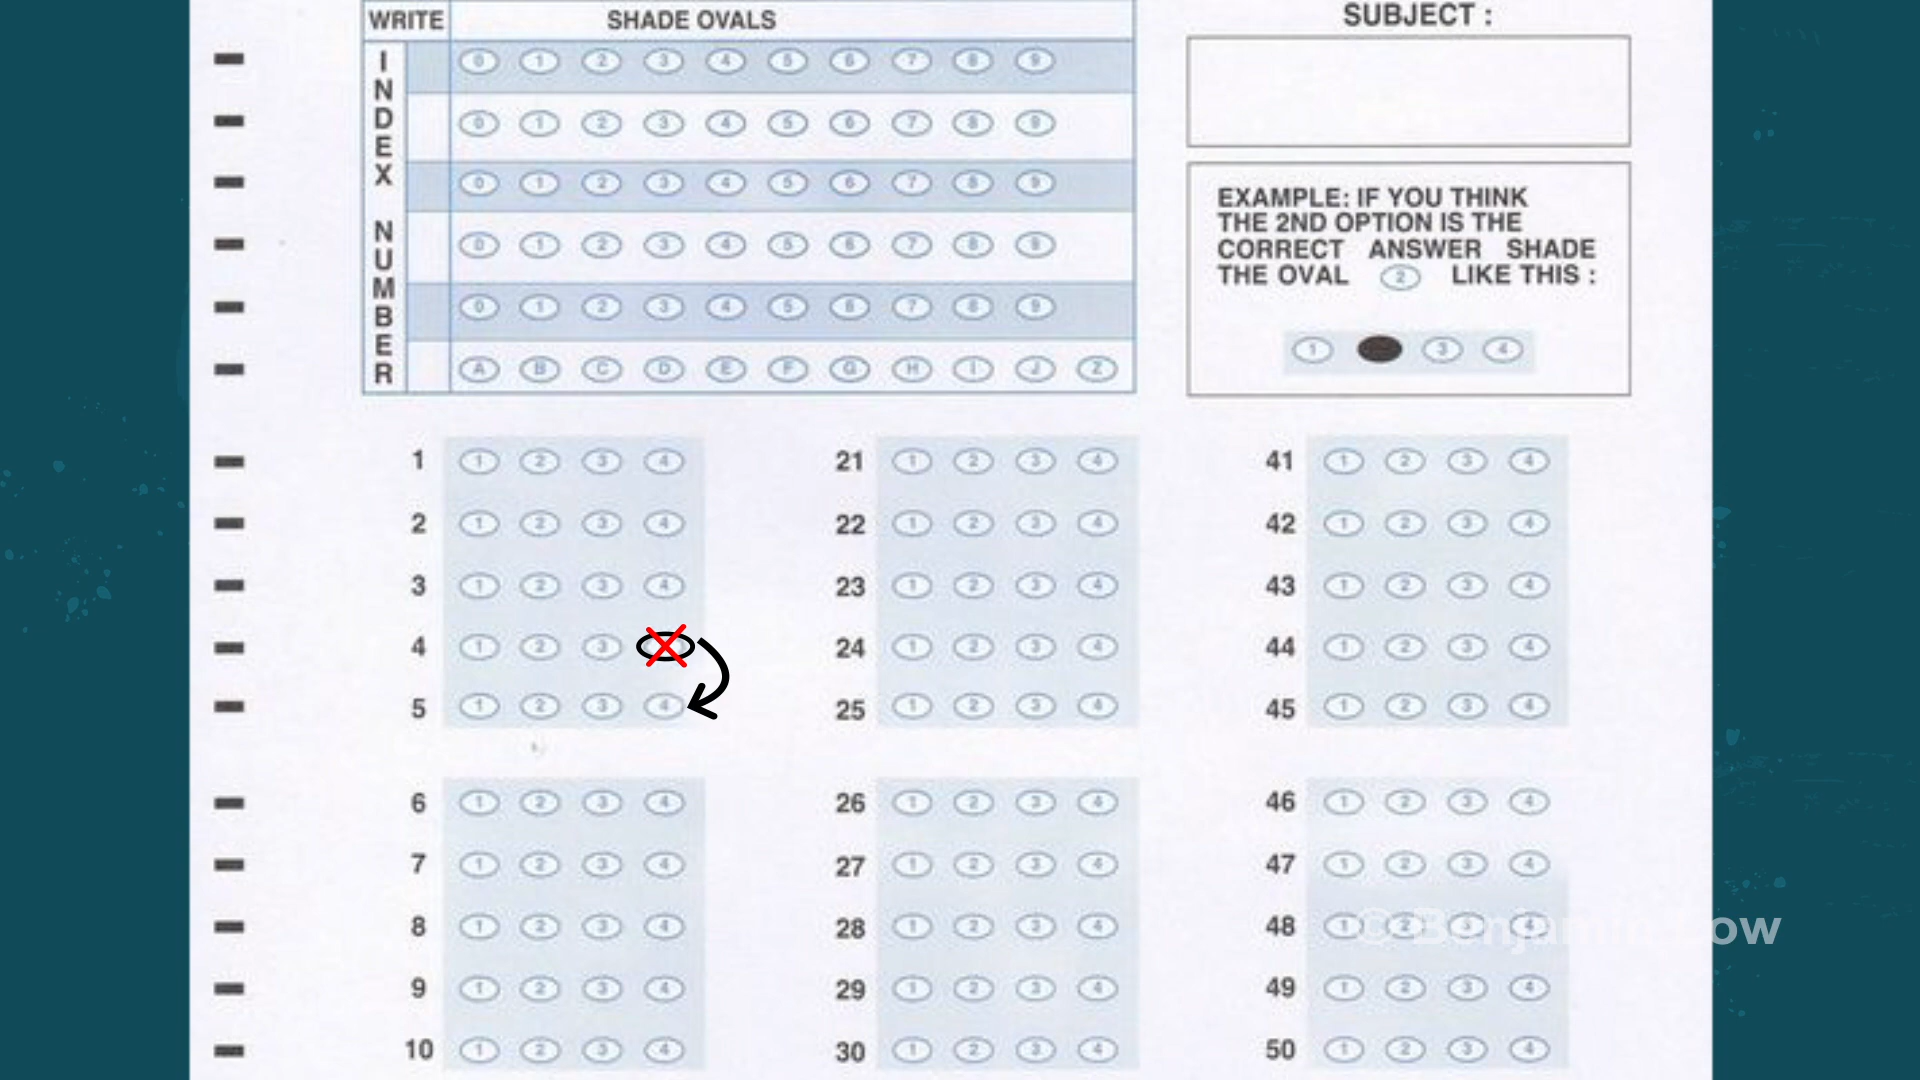 WRITE SHADE OVALS
SUBJECT :
INDEX NUMBER
0 1 2 3 4 5 6 7 8 9
0 1 2 3 4 5 6 7 8 9
0 1 2 3 4 5 6 7 8 9
0 1 2 3 4 5 6 7 8 9
0 1 2 3 4 5 6 7 8 9
A B C D E F G H I J Z
EXAMPLE: IF YOU THINK
THE 2ND OPTION IS THE
CORRECT ANSWER SHADE
THE OVAL 2 LIKE THIS :
1 3 4
1 1 2 3 4
2 1 2 3 4
3 1 2 3 4
4 1 2 3
5 1 2 3 4
6 1 2 3 4
7 1 2 3 4
8 1 2 3 4
9 1 2 3 4
10 1 2 3 4
21 1 2 3 4
22 1 2 3 4
23 1 2 3 4
24 1 2 3 4
25 1 2 3 4
26 1 2 3 4
27 1 2 3 4
28 1 2 3 4
29 1 2 3 4
30 1 2 3 4
41 1 2 3 4
42 1 2 3 4
43 1 2 3 4
44 1 2 3 4
45 1 2 3 4
46 1 2 3 4
47 1 2 3 4
48 1 2 3 4
49 1 2 3 4
50 1 2 3 4
© Benjamin